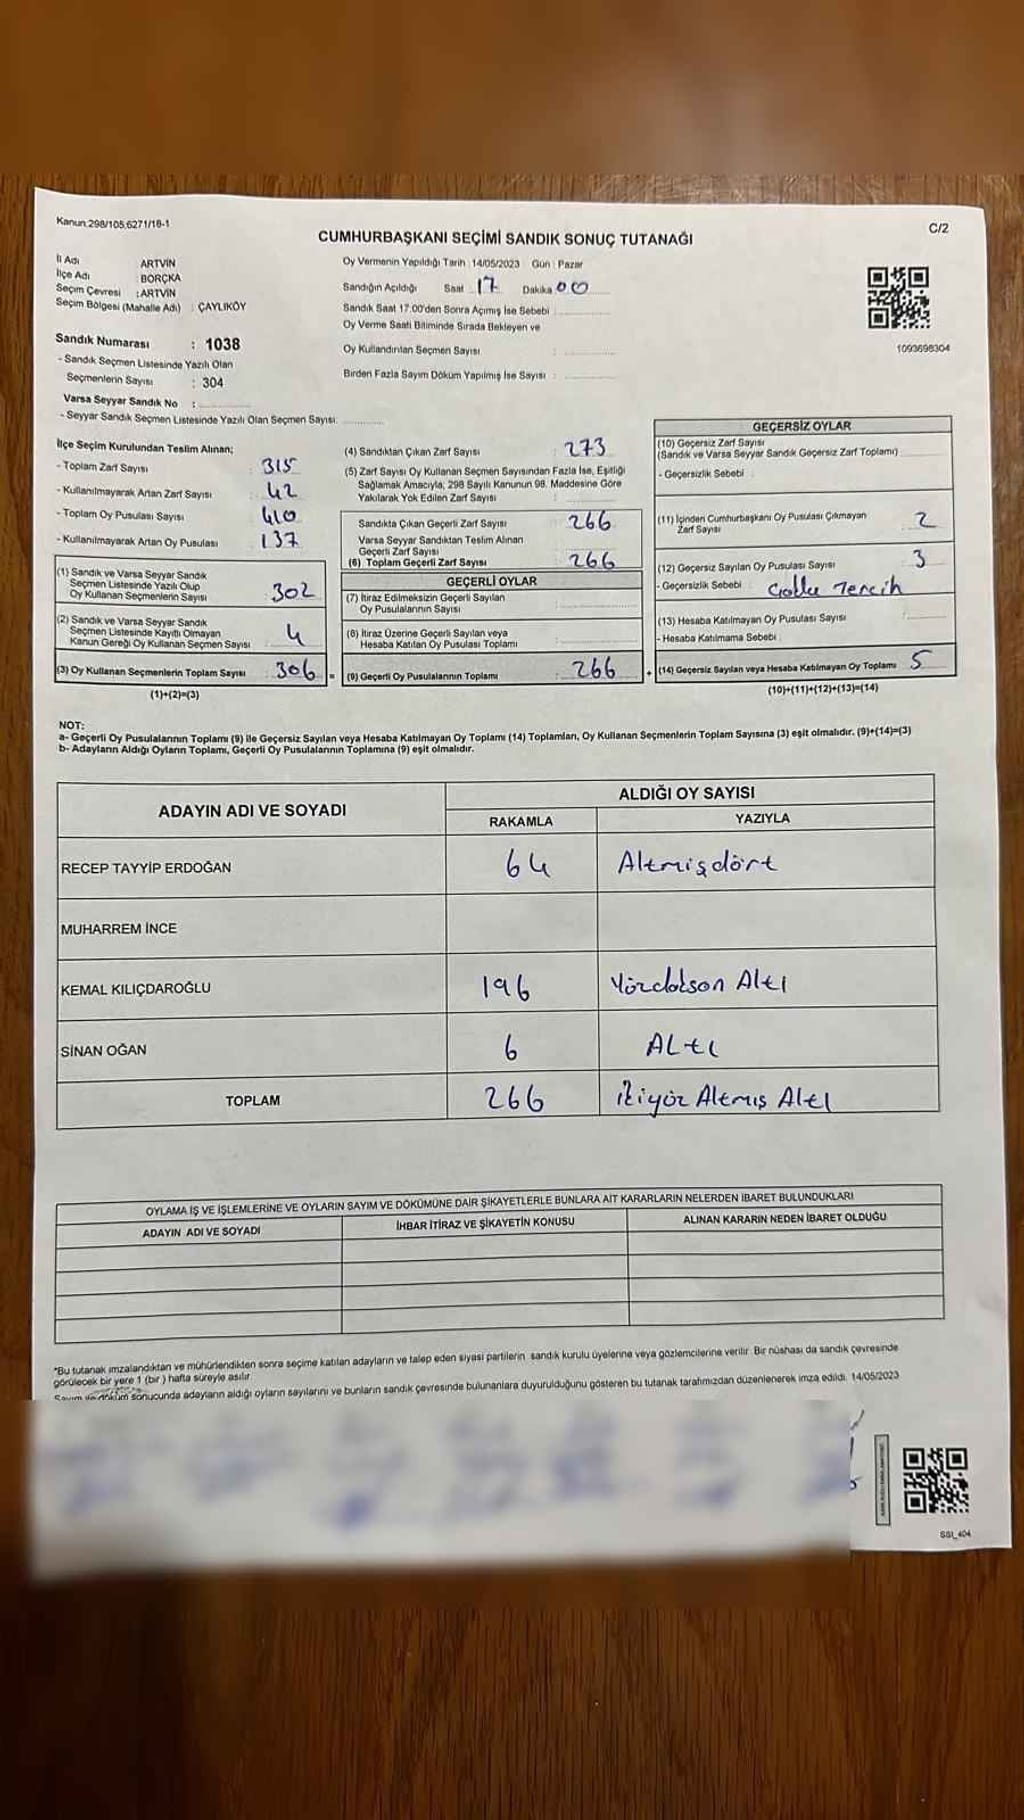 Kanun.298/105,6271/16-1
C/2
CUMHURBAŞKANI SEÇİMİ SANDIK SONUÇ TUTANAĞI
İl Adı ARTVİN
İlçe Adı BORÇKA
Seçim Çevresi : ARTVİN
Seçim Bölgesi (Mahalle Adı) : ÇAYLIKÖY
Sandık Numarası : 1038
- Sandık Seçmen Listesinde Yazılı Olan
Seçmenlerin Sayısı : 304
Varsa Seyyar Sandık No :
- Seyyar Sandık Seçmen Listesinde Yazılı Olan Seçmen Sayısı:
Oy Vermenin Yapıldığı Tarih : 14/05/2023 Gün : Pazar
Sandığın Açıldığı Saat 17 Dakika 00
Sandık Saat 17.00'den Sonra Açımış İse Sebebi
Oy Verme Saati Bitiminde Sırada Bekleyen ve
Oy Kullandırılan Seçmen Sayısı :
Birden Fazla Sayım Döküm Yapılmış İse Sayısı :
1093698304
İlçe Seçim Kurulundan Teslim Alınan;
- Toplam Zarf Sayısı 315
- Kullanılmayarak Artan Zarf Sayısı 42
- Toplam Oy Pusulası Sayısı 410
- Kullanılmayarak Artan Oy Pusulası 137
(1) Sandık ve Varsa Seyyar Sandık
Seçmen Listesinde Yazılı Olup
Oy Kullanan Seçmenlerin Sayısı 302
(2) Sandık ve Varsa Seyyar Sandık
Seçmen Listesinde Kayıtlı Olmayan
Kanun Gereği Oy Kullanan Seçmen Sayısı 4
(3) Oy Kullanan Seçmenlerin Toplam Sayısı 306 =
(1)+(2)=(3)
(4) Sandıktan Çıkan Zarf Sayısı : 273
(5) Zarf Sayısı Oy Kullanan Seçmen Sayısından Fazla İse, Eşitliği
Sağlamak Amacıyla; 298 Sayılı Kanunun 98. Maddesine Göre
Yakılarak Yok Edilen Zarf Sayısı :
Sandıkta Çıkan Geçerli Zarf Sayısı 266
Varsa Seyyar Sandıktan Teslim Alınan
Geçerli Zarf Sayısı
(6) Toplam Geçerli Zarf Sayısı 266
GEÇERLİ OYLAR
(7) İtiraz Edilmeksizin Geçerli Sayılan
Oy Pusulalarının Sayısı
(8) İtiraz Üzerine Geçerli Sayılan veya
Hesaba Katılan Oy Pusulası Toplamı
(9) Geçerli Oy Pusulalarının Toplamı : 266 +
GEÇERSİZ OYLAR
(10) Geçersiz Zarf Sayısı
(Sandık ve Varsa Seyyar Sandık Geçersiz Zarf Toplamı)
- Geçersizlik Sebebi :
(11) İçinden Cumhurbaşkanı Oy Pusulası Çıkmayan
Zarf Sayısı 2
(12) Geçersiz Sayılan Oy Pusulası Sayısı 3
- Geçersizlik Sebebi : Çoklu Tercih
(13) Hesaba Katılmayan Oy Pusulası Sayısı
- Hesaba Katılmama Sebebi :
(14) Geçersiz Sayılan veya Hesaba Katılmayan Oy Toplamı 5
(10)+(11)+(12)+(13)=(14)
NOT:
a- Geçerli Oy Pusulalarının Toplamı (9) ile Geçersiz Sayılan veya Hesaba Katılmayan Oy Toplamı (14) Toplamları, Oy Kullanan Seçmenlerin Toplam Sayısına (3) eşit olmalıdır. (9)+(14)=(3)
b- Adayların Aldığı Oyların Toplamı, Geçerli Oy Pusulalarının Toplamına (9) eşit olmalıdır.
ADAYIN ADI VE SOYADI ALDIĞI OY SAYISI
RAKAMLA YAZIYLA
RECEP TAYYİP ERDOĞAN 64 Altmışdört
MUHARREM İNCE
KEMAL KILIÇDAROĞLU 196 Yüzdoksan Altı
SİNAN OĞAN 6 Altı
TOPLAM 266 ikiyüz Altmış Altı
OYLAMA İŞ VE İŞLEMLERİNE VE OYLARIN SAYIM VE DÖKÜMÜNE DAİR ŞİKAYETLERLE BUNLARA AİT KARARLARIN NELERDEN İBARET BULUNDUKLARI
ADAYIN ADI VE SOYADI İHBAR İTİRAZ VE ŞİKAYETİN KONUSU ALINAN KARARIN NEDEN İBARET OLDUĞU
*Bu tutanak imzalandıktan ve mühürlendikten sonra seçime katılan adayların ve talep eden siyasi partilerin sandık kurulu üyelerine veya gözlemcilerine verilir. Bir nüshası da sandık çevresinde
görülecek bir yere 1 (bir) hafta süreyle asılır.
Sayım ve döküm sonucunda adayların aldığı oyların sayılarını ve bunların sandık çevresinde bulunanlara duyurulduğunu gösteren bu tutanak tarafımızdan düzenlenerek imza edildi. 14/05/2023
SSI_404